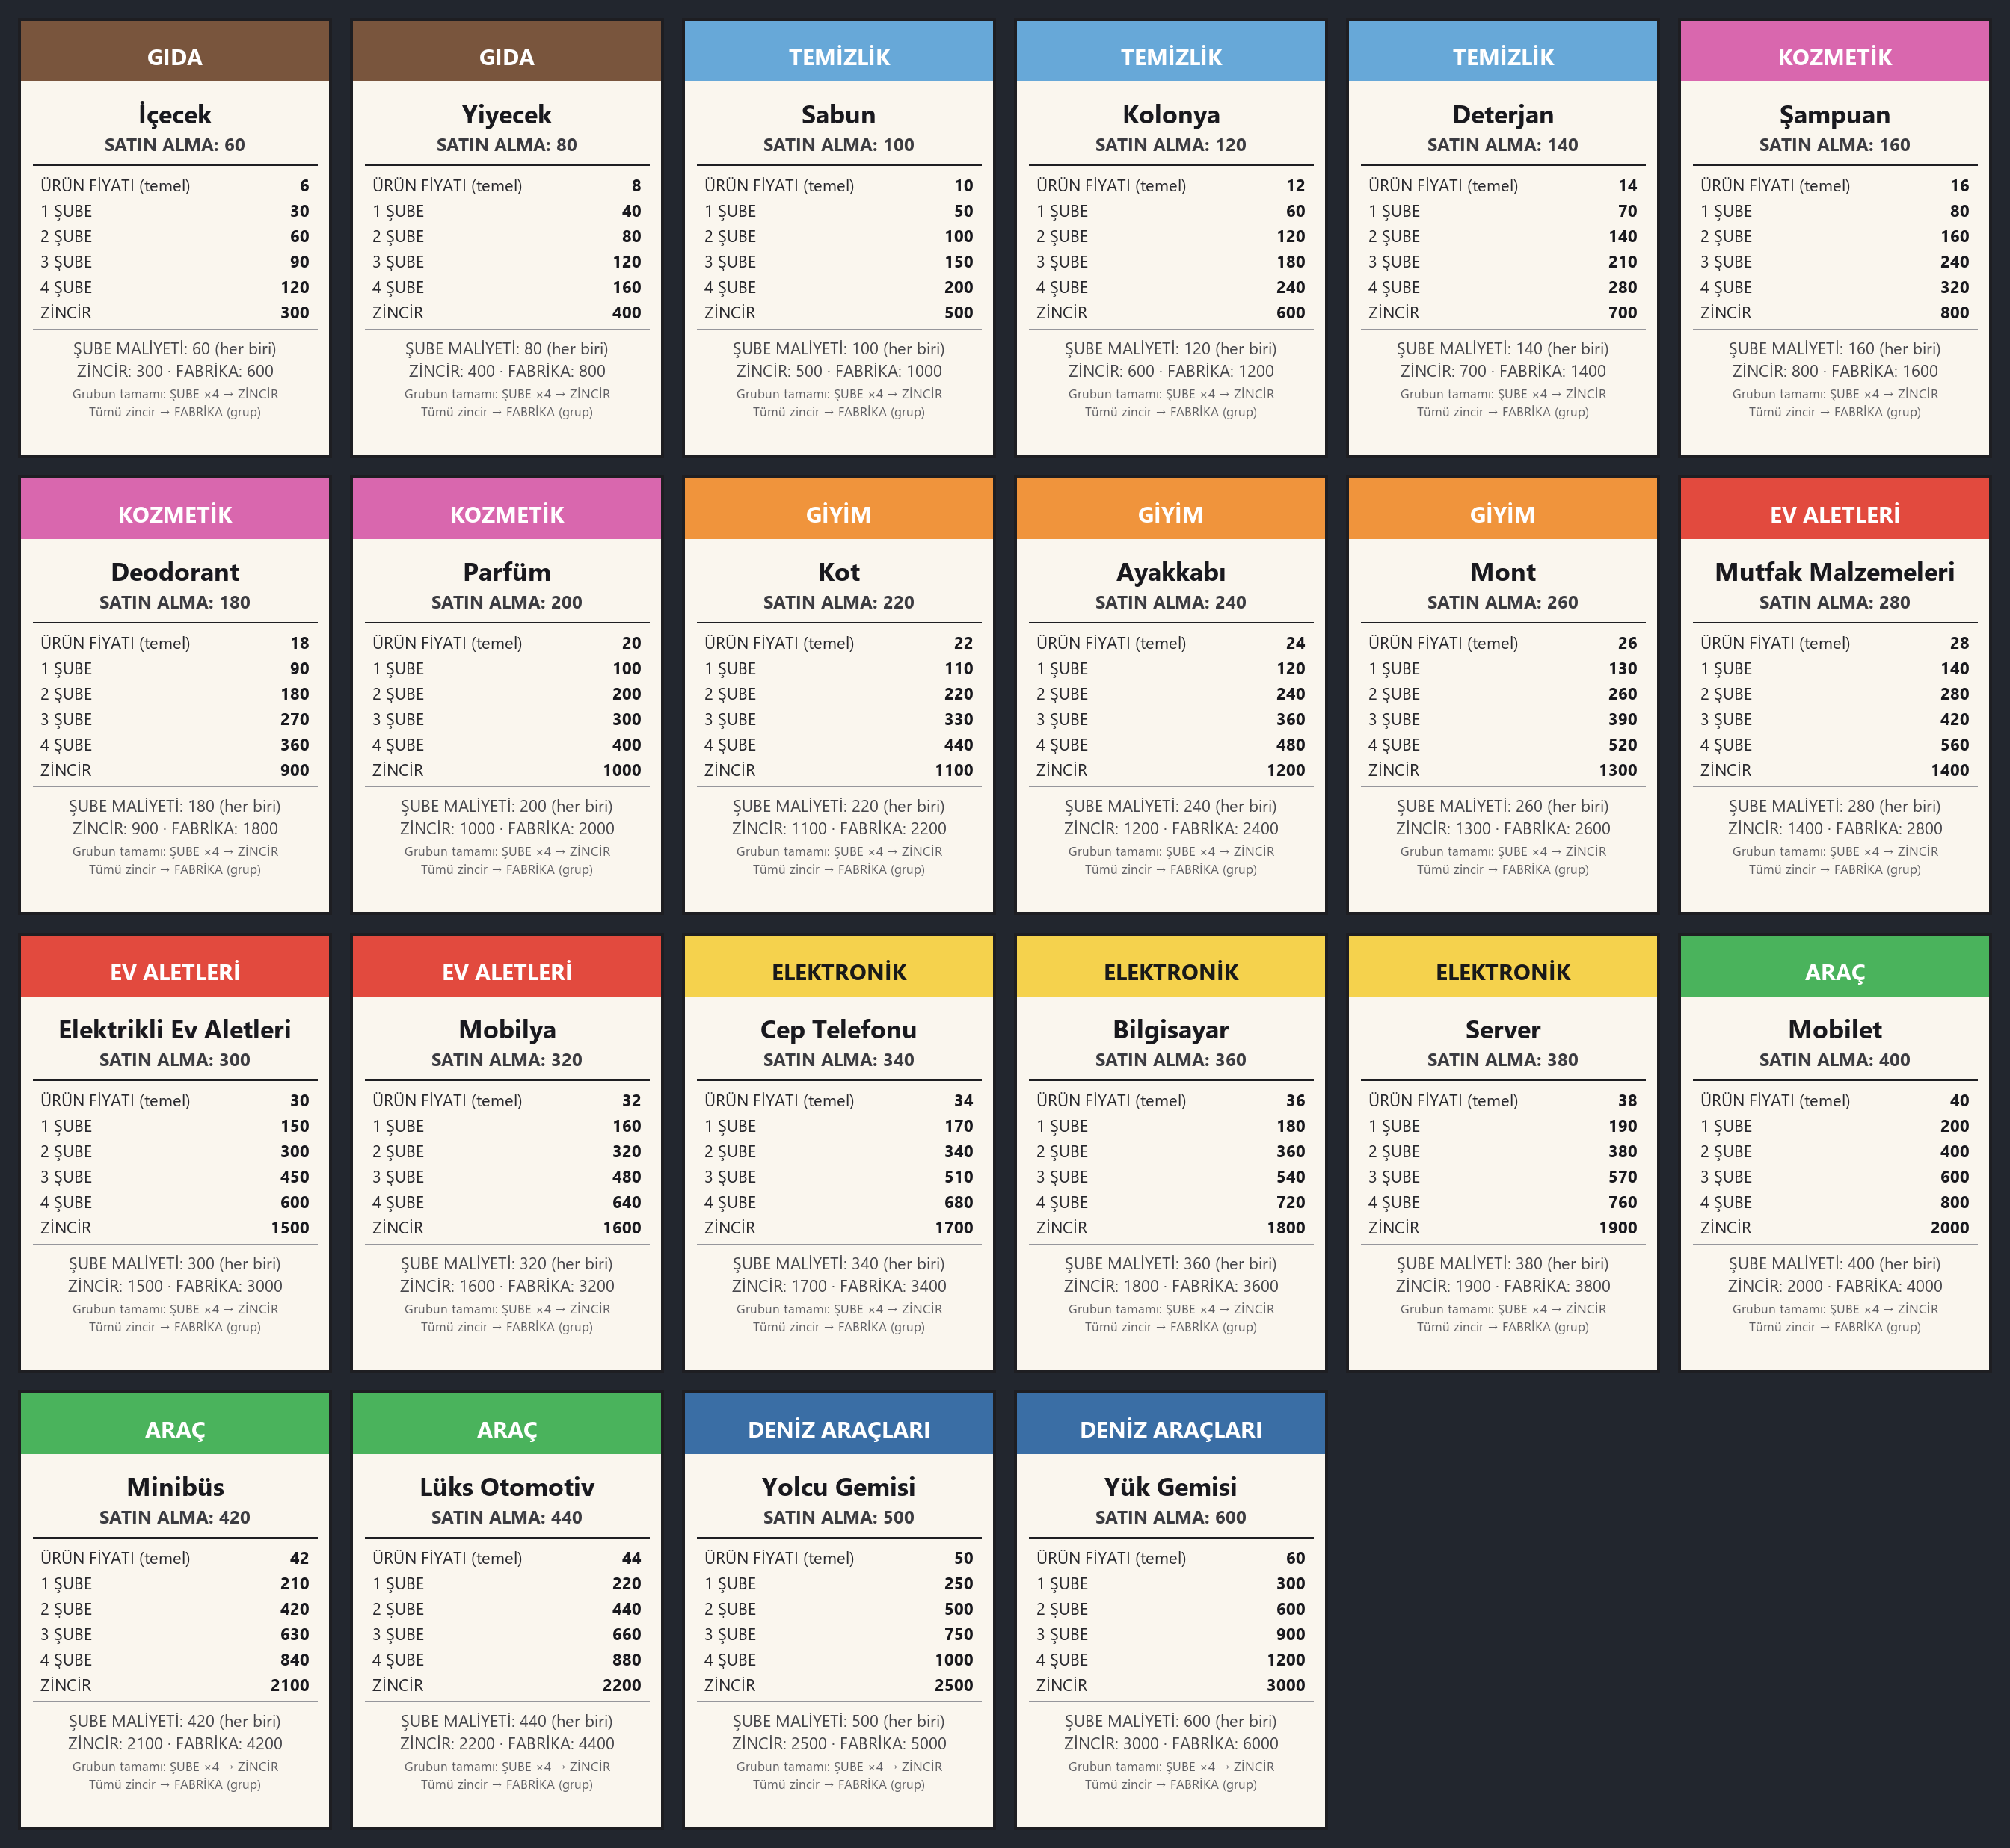 GIDA
İçecek
SATIN ALMA: 60
ÜRÜN FİYATI (temel) 6
1 ŞUBE 30
2 ŞUBE 60
3 ŞUBE 90
4 ŞUBE 120
ZİNCİR 300
ŞUBE MALİYETİ: 60 (her biri)
ZİNCİR: 300 · FABRİKA: 600
Grubun tamamı: ŞUBE ×4 → ZİNCİR
Tümü zincir → FABRİKA (grup)
GIDA
Yiyecek
SATIN ALMA: 80
ÜRÜN FİYATI (temel) 8
1 ŞUBE 40
2 ŞUBE 80
3 ŞUBE 120
4 ŞUBE 160
ZİNCİR 400
ŞUBE MALİYETİ: 80 (her biri)
ZİNCİR: 400 · FABRİKA: 800
Grubun tamamı: ŞUBE ×4 → ZİNCİR
Tümü zincir → FABRİKA (grup)
TEMİZLİK
Sabun
SATIN ALMA: 100
ÜRÜN FİYATI (temel) 10
1 ŞUBE 50
2 ŞUBE 100
3 ŞUBE 150
4 ŞUBE 200
ZİNCİR 500
ŞUBE MALİYETİ: 100 (her biri)
ZİNCİR: 500 · FABRİKA: 1000
Grubun tamamı: ŞUBE ×4 → ZİNCİR
Tümü zincir → FABRİKA (grup)
TEMİZLİK
Kolonya
SATIN ALMA: 120
ÜRÜN FİYATI (temel) 12
1 ŞUBE 60
2 ŞUBE 120
3 ŞUBE 180
4 ŞUBE 240
ZİNCİR 600
ŞUBE MALİYETİ: 120 (her biri)
ZİNCİR: 600 · FABRİKA: 1200
Grubun tamamı: ŞUBE ×4 → ZİNCİR
Tümü zincir → FABRİKA (grup)
TEMİZLİK
Deterjan
SATIN ALMA: 140
ÜRÜN FİYATI (temel) 14
1 ŞUBE 70
2 ŞUBE 140
3 ŞUBE 210
4 ŞUBE 280
ZİNCİR 700
ŞUBE MALİYETİ: 140 (her biri)
ZİNCİR: 700 · FABRİKA: 1400
Grubun tamamı: ŞUBE ×4 → ZİNCİR
Tümü zincir → FABRİKA (grup)
KOZMETİK
Şampuan
SATIN ALMA: 160
ÜRÜN FİYATI (temel) 16
1 ŞUBE 80
2 ŞUBE 160
3 ŞUBE 240
4 ŞUBE 320
ZİNCİR 800
ŞUBE MALİYETİ: 160 (her biri)
ZİNCİR: 800 · FABRİKA: 1600
Grubun tamamı: ŞUBE ×4 → ZİNCİR
Tümü zincir → FABRİKA (grup)
KOZMETİK
Deodorant
SATIN ALMA: 180
ÜRÜN FİYATI (temel) 18
1 ŞUBE 90
2 ŞUBE 180
3 ŞUBE 270
4 ŞUBE 360
ZİNCİR 900
ŞUBE MALİYETİ: 180 (her biri)
ZİNCİR: 900 · FABRİKA: 1800
Grubun tamamı: ŞUBE ×4 → ZİNCİR
Tümü zincir → FABRİKA (grup)
KOZMETİK
Parfüm
SATIN ALMA: 200
ÜRÜN FİYATI (temel) 20
1 ŞUBE 100
2 ŞUBE 200
3 ŞUBE 300
4 ŞUBE 400
ZİNCİR 1000
ŞUBE MALİYETİ: 200 (her biri)
ZİNCİR: 1000 · FABRİKA: 2000
Grubun tamamı: ŞUBE ×4 → ZİNCİR
Tümü zincir → FABRİKA (grup)
GİYİM
Kot
SATIN ALMA: 220
ÜRÜN FİYATI (temel) 22
1 ŞUBE 110
2 ŞUBE 220
3 ŞUBE 330
4 ŞUBE 440
ZİNCİR 1100
ŞUBE MALİYETİ: 220 (her biri)
ZİNCİR: 1100 · FABRİKA: 2200
Grubun tamamı: ŞUBE ×4 → ZİNCİR
Tümü zincir → FABRİKA (grup)
GİYİM
Ayakkabı
SATIN ALMA: 240
ÜRÜN FİYATI (temel) 24
1 ŞUBE 120
2 ŞUBE 240
3 ŞUBE 360
4 ŞUBE 480
ZİNCİR 1200
ŞUBE MALİYETİ: 240 (her biri)
ZİNCİR: 1200 · FABRİKA: 2400
Grubun tamamı: ŞUBE ×4 → ZİNCİR
Tümü zincir → FABRİKA (grup)
GİYİM
Mont
SATIN ALMA: 260
ÜRÜN FİYATI (temel) 26
1 ŞUBE 130
2 ŞUBE 260
3 ŞUBE 390
4 ŞUBE 520
ZİNCİR 1300
ŞUBE MALİYETİ: 260 (her biri)
ZİNCİR: 1300 · FABRİKA: 2600
Grubun tamamı: ŞUBE ×4 → ZİNCİR
Tümü zincir → FABRİKA (grup)
EV ALETLERİ
Mutfak Malzemeleri
SATIN ALMA: 280
ÜRÜN FİYATI (temel) 28
1 ŞUBE 140
2 ŞUBE 280
3 ŞUBE 420
4 ŞUBE 560
ZİNCİR 1400
ŞUBE MALİYETİ: 280 (her biri)
ZİNCİR: 1400 · FABRİKA: 2800
Grubun tamamı: ŞUBE ×4 → ZİNCİR
Tümü zincir → FABRİKA (grup)
EV ALETLERİ
Elektrikli Ev Aletleri
SATIN ALMA: 300
ÜRÜN FİYATI (temel) 30
1 ŞUBE 150
2 ŞUBE 300
3 ŞUBE 450
4 ŞUBE 600
ZİNCİR 1500
ŞUBE MALİYETİ: 300 (her biri)
ZİNCİR: 1500 · FABRİKA: 3000
Grubun tamamı: ŞUBE ×4 → ZİNCİR
Tümü zincir → FABRİKA (grup)
EV ALETLERİ
Mobilya
SATIN ALMA: 320
ÜRÜN FİYATI (temel) 32
1 ŞUBE 160
2 ŞUBE 320
3 ŞUBE 480
4 ŞUBE 640
ZİNCİR 1600
ŞUBE MALİYETİ: 320 (her biri)
ZİNCİR: 1600 · FABRİKA: 3200
Grubun tamamı: ŞUBE ×4 → ZİNCİR
Tümü zincir → FABRİKA (grup)
ELEKTRONİK
Cep Telefonu
SATIN ALMA: 340
ÜRÜN FİYATI (temel) 34
1 ŞUBE 170
2 ŞUBE 340
3 ŞUBE 510
4 ŞUBE 680
ZİNCİR 1700
ŞUBE MALİYETİ: 340 (her biri)
ZİNCİR: 1700 · FABRİKA: 3400
Grubun tamamı: ŞUBE ×4 → ZİNCİR
Tümü zincir → FABRİKA (grup)
ELEKTRONİK
Bilgisayar
SATIN ALMA: 360
ÜRÜN FİYATI (temel) 36
1 ŞUBE 180
2 ŞUBE 360
3 ŞUBE 540
4 ŞUBE 720
ZİNCİR 1800
ŞUBE MALİYETİ: 360 (her biri)
ZİNCİR: 1800 · FABRİKA: 3600
Grubun tamamı: ŞUBE ×4 → ZİNCİR
Tümü zincir → FABRİKA (grup)
ELEKTRONİK
Server
SATIN ALMA: 380
ÜRÜN FİYATI (temel) 38
1 ŞUBE 190
2 ŞUBE 380
3 ŞUBE 570
4 ŞUBE 760
ZİNCİR 1900
ŞUBE MALİYETİ: 380 (her biri)
ZİNCİR: 1900 · FABRİKA: 3800
Grubun tamamı: ŞUBE ×4 → ZİNCİR
Tümü zincir → FABRİKA (grup)
ARAÇ
Mobilet
SATIN ALMA: 400
ÜRÜN FİYATI (temel) 40
1 ŞUBE 200
2 ŞUBE 400
3 ŞUBE 600
4 ŞUBE 800
ZİNCİR 2000
ŞUBE MALİYETİ: 400 (her biri)
ZİNCİR: 2000 · FABRİKA: 4000
Grubun tamamı: ŞUBE ×4 → ZİNCİR
Tümü zincir → FABRİKA (grup)
ARAÇ
Minibüs
SATIN ALMA: 420
ÜRÜN FİYATI (temel) 42
1 ŞUBE 210
2 ŞUBE 420
3 ŞUBE 630
4 ŞUBE 840
ZİNCİR 2100
ŞUBE MALİYETİ: 420 (her biri)
ZİNCİR: 2100 · FABRİKA: 4200
Grubun tamamı: ŞUBE ×4 → ZİNCİR
Tümü zincir → FABRİKA (grup)
ARAÇ
Lüks Otomotiv
SATIN ALMA: 440
ÜRÜN FİYATI (temel) 44
1 ŞUBE 220
2 ŞUBE 440
3 ŞUBE 660
4 ŞUBE 880
ZİNCİR 2200
ŞUBE MALİYETİ: 440 (her biri)
ZİNCİR: 2200 · FABRİKA: 4400
Grubun tamamı: ŞUBE ×4 → ZİNCİR
Tümü zincir → FABRİKA (grup)
DENİZ ARAÇLARI
Yolcu Gemisi
SATIN ALMA: 500
ÜRÜN FİYATI (temel) 50
1 ŞUBE 250
2 ŞUBE 500
3 ŞUBE 750
4 ŞUBE 1000
ZİNCİR 2500
ŞUBE MALİYETİ: 500 (her biri)
ZİNCİR: 2500 · FABRİKA: 5000
Grubun tamamı: ŞUBE ×4 → ZİNCİR
Tümü zincir → FABRİKA (grup)
DENİZ ARAÇLARI
Yük Gemisi
SATIN ALMA: 600
ÜRÜN FİYATI (temel) 60
1 ŞUBE 300
2 ŞUBE 600
3 ŞUBE 900
4 ŞUBE 1200
ZİNCİR 3000
ŞUBE MALİYETİ: 600 (her biri)
ZİNCİR: 3000 · FABRİKA: 6000
Grubun tamamı: ŞUBE ×4 → ZİNCİR
Tümü zincir → FABRİKA (grup)